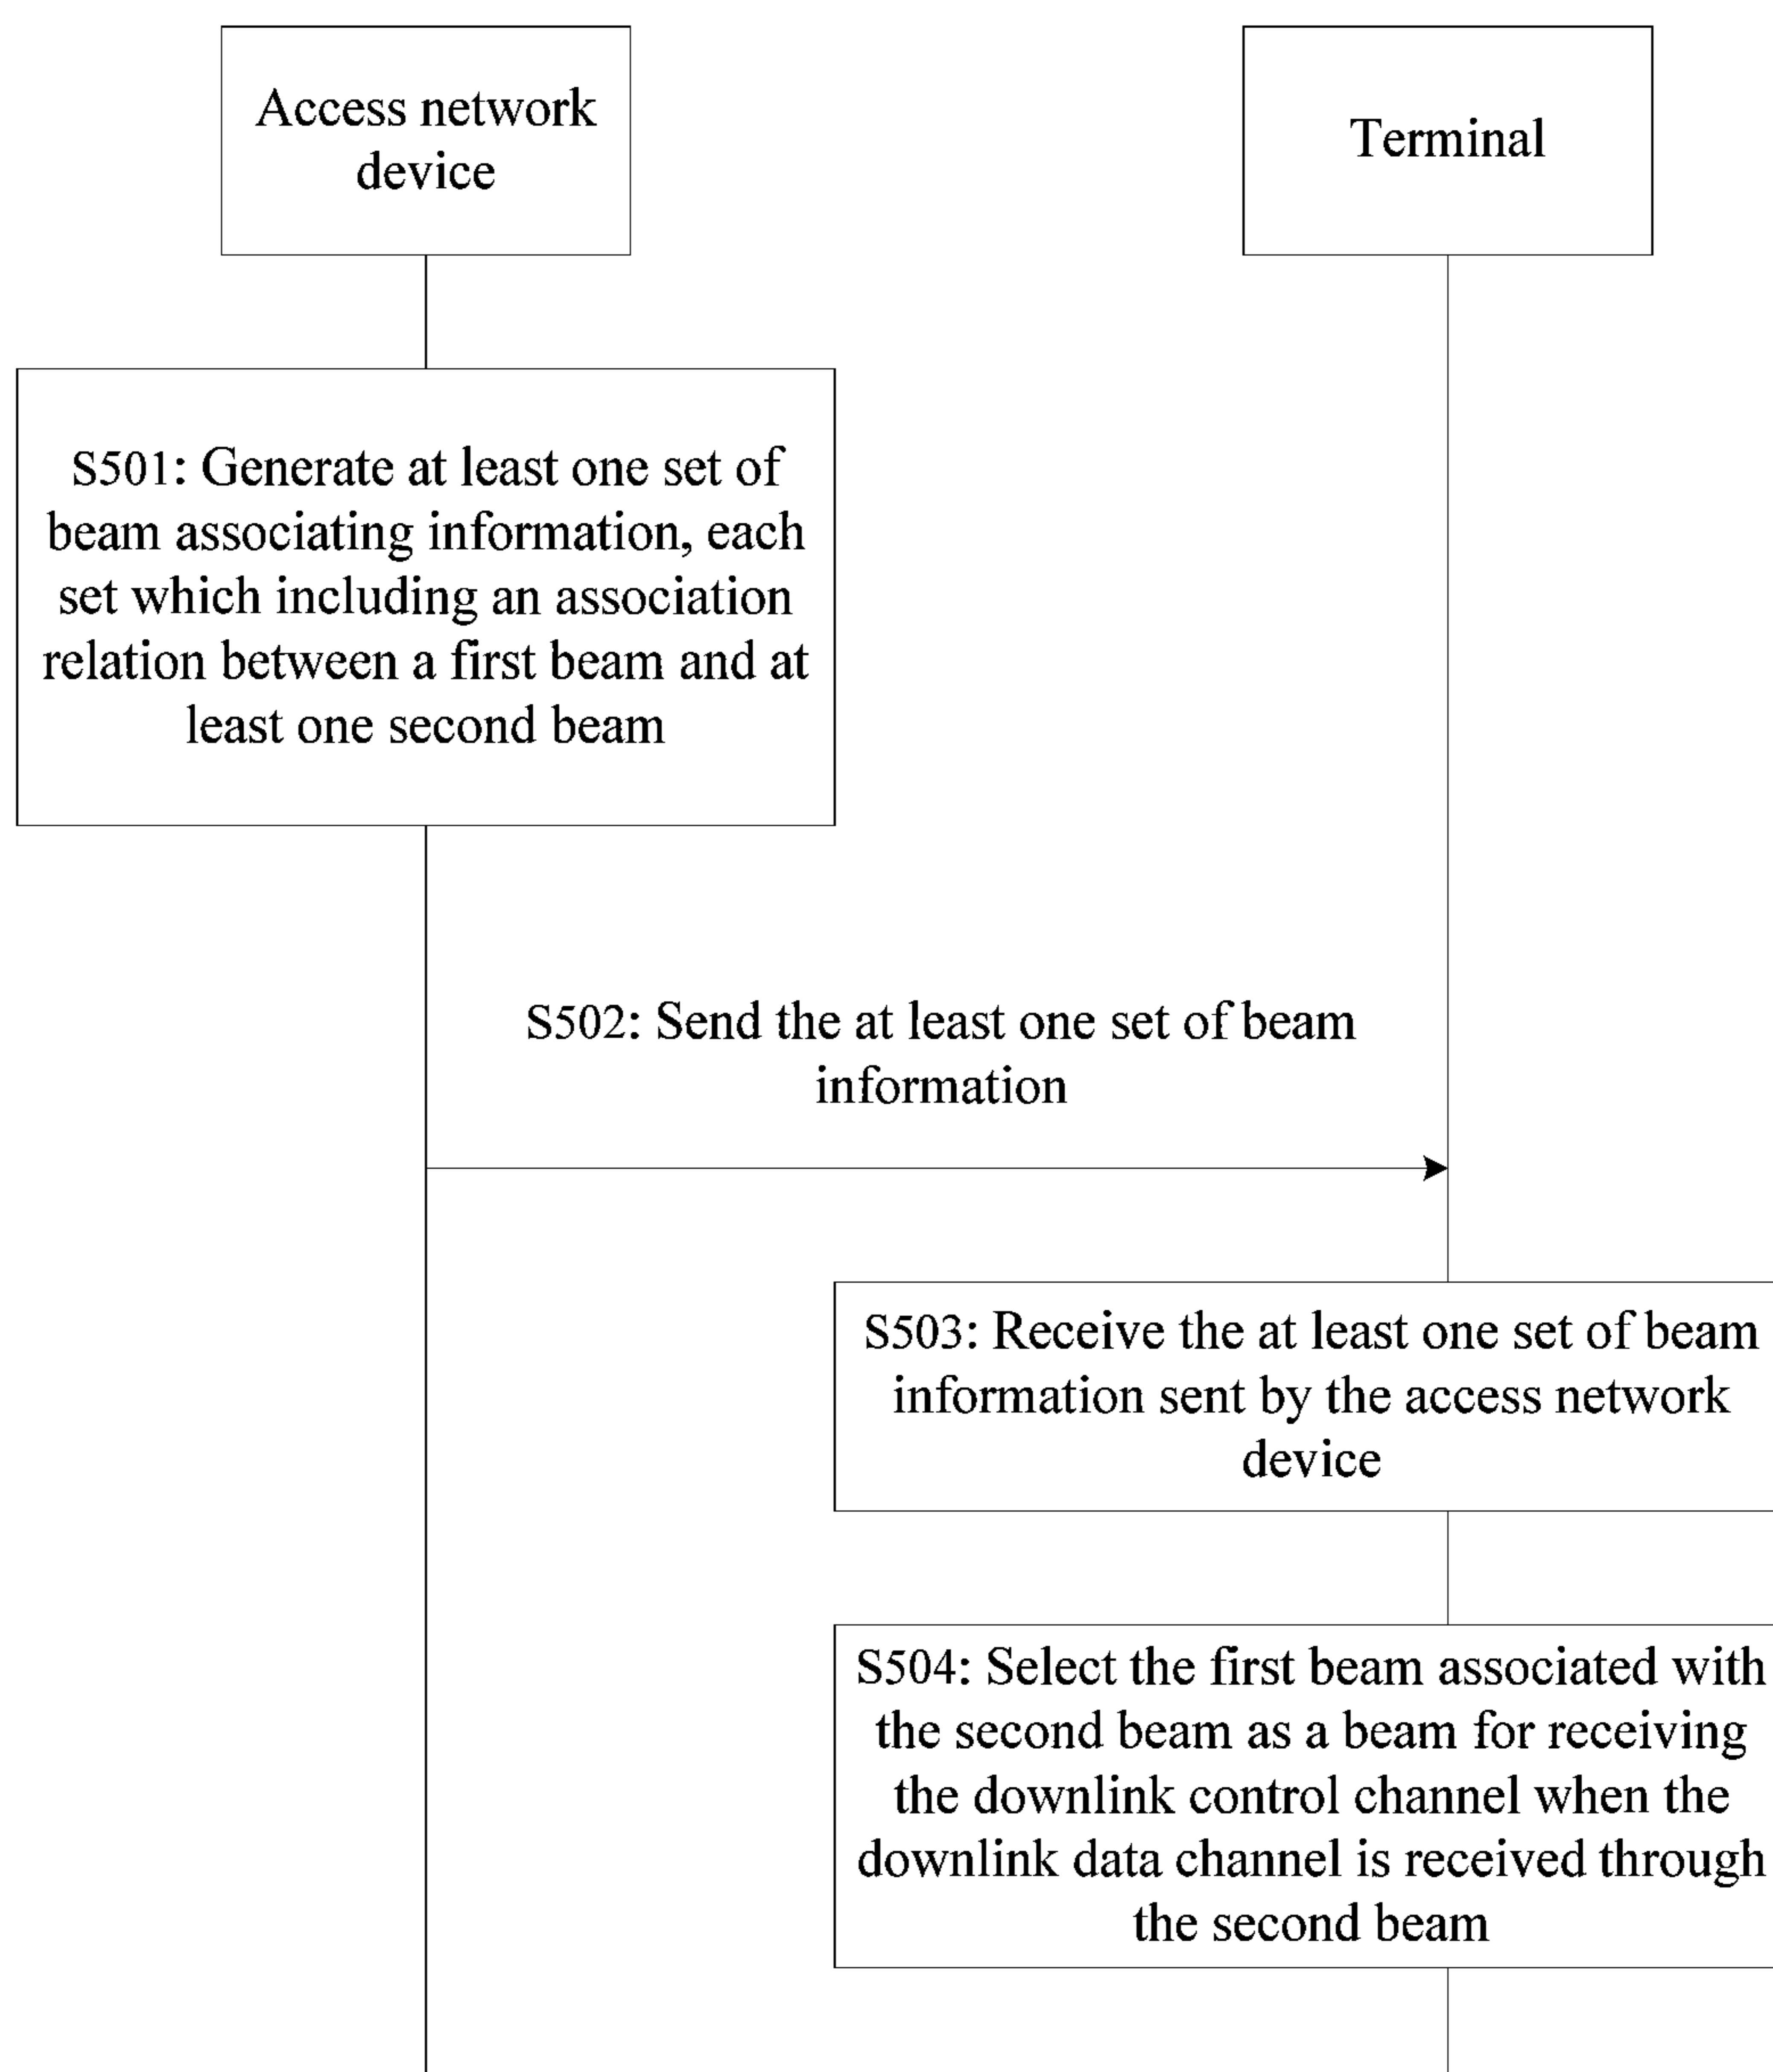 Access network
device
Terminal
S501: Generate at least one set of
beam associating information, each
set which including an association
relation between a first beam and at
least one second beam
S502: Send the at least one set of beam
information
S503: Receive the at least one set of beam
information sent by the access network
device
S504: Select the first beam associated with
the second beam as a beam for receiving
the downlink control channel when the
downlink data channel is received through
the second beam